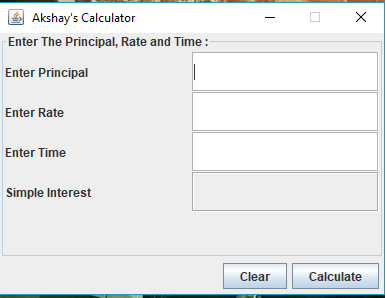 Akshay's Calculator
Enter The Principal, Rate and Time :
Enter Principal
Enter Rate
Enter Time
Simple Interest
Clear Calculate